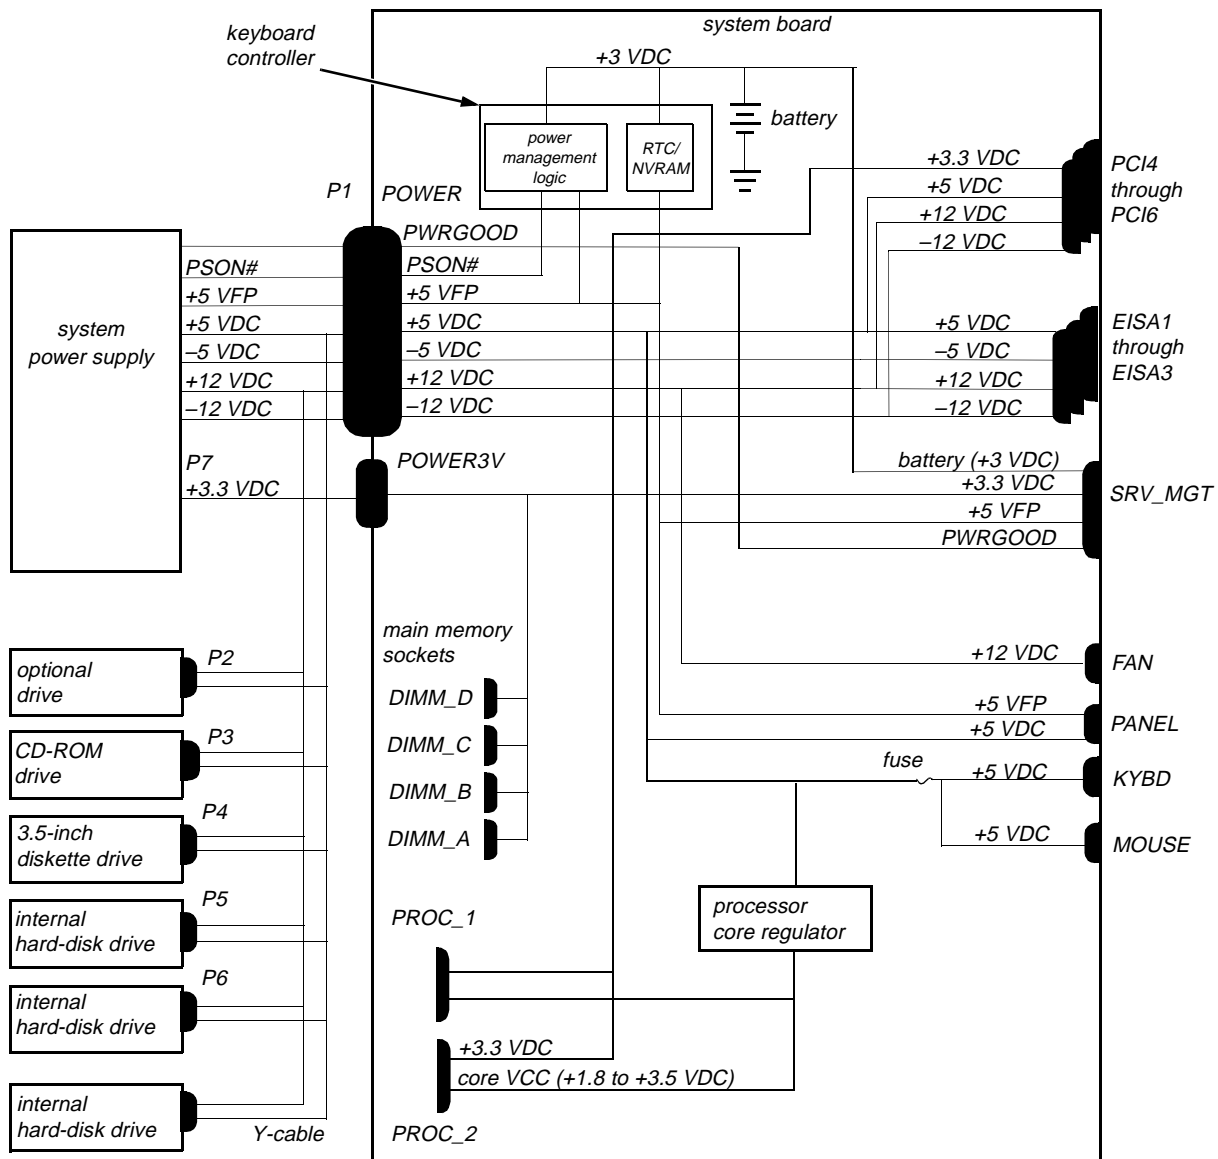 system board
keyboard
controller
+3 VDC
battery
power
management
logic
RTC/
NVRAM
+3.3 VDC
+5 VDC
+12 VDC
–12 VDC
PCI4
through
PCI6
P1
POWER
PWRGOOD
PSON#
+5 VFP
+5 VDC
–5 VDC
+12 VDC
–12 VDC
system
power supply
PSON#
+5 VFP
+5 VDC
–5 VDC
+12 VDC
–12 VDC
+5 VDC
–5 VDC
+12 VDC
–12 VDC
EISA1
through
EISA3
P7
+3.3 VDC
POWER3V
battery (+3 VDC)
+3.3 VDC
+5 VFP
PWRGOOD
SRV_MGT
main memory
sockets
DIMM_D
DIMM_C
DIMM_B
DIMM_A
+12 VDC
FAN
+5 VFP
+5 VDC
PANEL
fuse
+5 VDC
KYBD
+5 VDC
MOUSE
optional
drive
P2
CD-ROM
drive
P3
3.5-inch
diskette drive
P4
internal
hard-disk drive
P5
internal
hard-disk drive
P6
internal
hard-disk drive
Y-cable
PROC_1
processor
core regulator
+3.3 VDC
core VCC (+1.8 to +3.5 VDC)
PROC_2